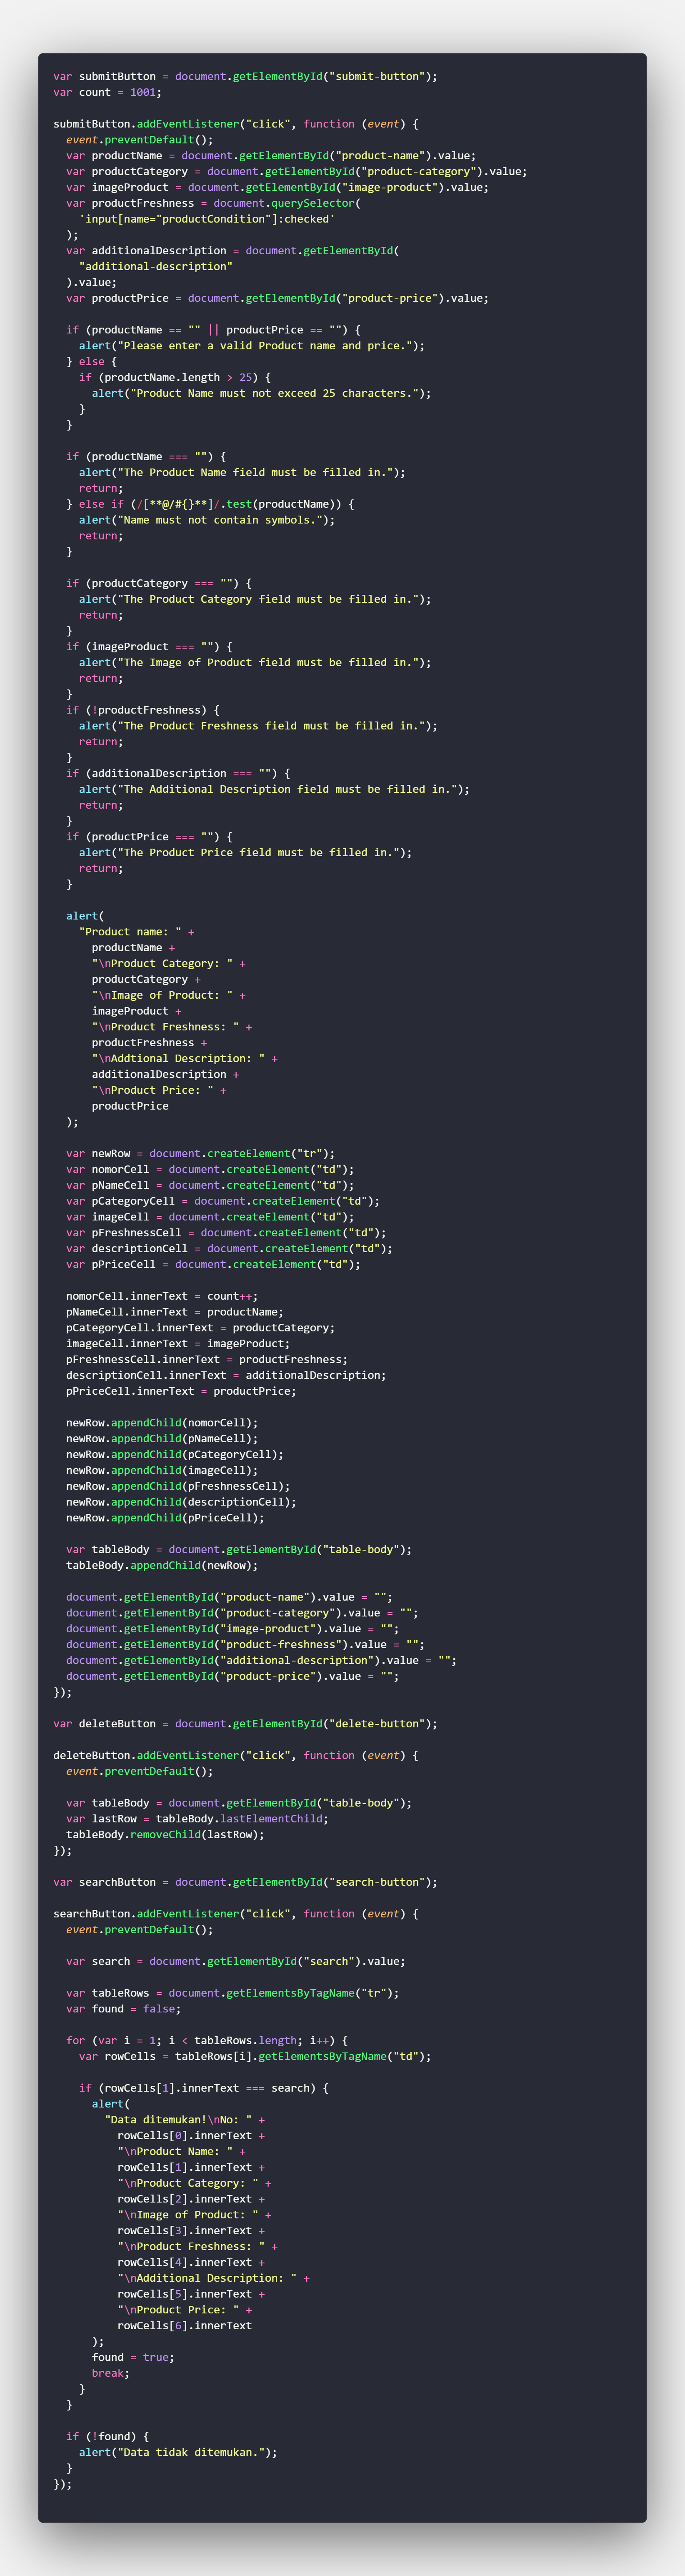 var submitButton = document.getElementById("submit-button");
var count = 1001;

submitButton.addEventListener("click", function (event) {
  event.preventDefault();
  var productName = document.getElementById("product-name").value;
  var productCategory = document.getElementById("product-category").value;
  var imageProduct = document.getElementById("image-product").value;
  var productFreshness = document.querySelector(
    'input[name="productCondition"]:checked'
  );
  var additionalDescription = document.getElementById(
    "additional-description"
  ).value;
  var productPrice = document.getElementById("product-price").value;

  if (productName == "" || productPrice == "") {
    alert("Please enter a valid Product name and price.");
  } else {
    if (productName.length > 25) {
      alert("Product Name must not exceed 25 characters.");
    }
  }

  if (productName === "") {
    alert("The Product Name field must be filled in.");
    return;
  } else if (/[**@/#{}**]/.test(productName)) {
    alert("Name must not contain symbols.");
    return;
  }

  if (productCategory === "") {
    alert("The Product Category field must be filled in.");
    return;
  }
  if (imageProduct === "") {
    alert("The Image of Product field must be filled in.");
    return;
  }
  if (!productFreshness) {
    alert("The Product Freshness field must be filled in.");
    return;
  }
  if (additionalDescription === "") {
    alert("The Additional Description field must be filled in.");
    return;
  }
  if (productPrice === "") {
    alert("The Product Price field must be filled in.");
    return;
  }

  alert(
    "Product name: " +
      productName +
      "\nProduct Category: " +
      productCategory +
      "\nImage of Product: " +
      imageProduct +
      "\nProduct Freshness: " +
      productFreshness +
      "\nAddtional Description: " +
      additionalDescription +
      "\nProduct Price: " +
      productPrice
  );

  var newRow = document.createElement("tr");
  var nomorCell = document.createElement("td");
  var pNameCell = document.createElement("td");
  var pCategoryCell = document.createElement("td");
  var imageCell = document.createElement("td");
  var pFreshnessCell = document.createElement("td");
  var descriptionCell = document.createElement("td");
  var pPriceCell = document.createElement("td");

  nomorCell.innerText = count++;
  pNameCell.innerText = productName;
  pCategoryCell.innerText = productCategory;
  imageCell.innerText = imageProduct;
  pFreshnessCell.innerText = productFreshness;
  descriptionCell.innerText = additionalDescription;
  pPriceCell.innerText = productPrice;

  newRow.appendChild(nomorCell);
  newRow.appendChild(pNameCell);
  newRow.appendChild(pCategoryCell);
  newRow.appendChild(imageCell);
  newRow.appendChild(pFreshnessCell);
  newRow.appendChild(descriptionCell);
  newRow.appendChild(pPriceCell);

  var tableBody = document.getElementById("table-body");
  tableBody.appendChild(newRow);

  document.getElementById("product-name").value = "";
  document.getElementById("product-category").value = "";
  document.getElementById("image-product").value = "";
  document.getElementById("product-freshness").value = "";
  document.getElementById("additional-description").value = "";
  document.getElementById("product-price").value = "";
});

var deleteButton = document.getElementById("delete-button");

deleteButton.addEventListener("click", function (event) {
  event.preventDefault();

  var tableBody = document.getElementById("table-body");
  var lastRow = tableBody.lastElementChild;
  tableBody.removeChild(lastRow);
});

var searchButton = document.getElementById("search-button");

searchButton.addEventListener("click", function (event) {
  event.preventDefault();

  var search = document.getElementById("search").value;

  var tableRows = document.getElementsByTagName("tr");
  var found = false;

  for (var i = 1; i < tableRows.length; i++) {
    var rowCells = tableRows[i].getElementsByTagName("td");

    if (rowCells[1].innerText === search) {
      alert(
        "Data ditemukan!\nNo: " +
          rowCells[0].innerText +
          "\nProduct Name: " +
          rowCells[1].innerText +
          "\nProduct Category: " +
          rowCells[2].innerText +
          "\nImage of Product: " +
          rowCells[3].innerText +
          "\nProduct Freshness: " +
          rowCells[4].innerText +
          "\nAdditional Description: " +
          rowCells[5].innerText +
          "\nProduct Price: " +
          rowCells[6].innerText
      );
      found = true;
      break;
    }
  }

  if (!found) {
    alert("Data tidak ditemukan.");
  }
});